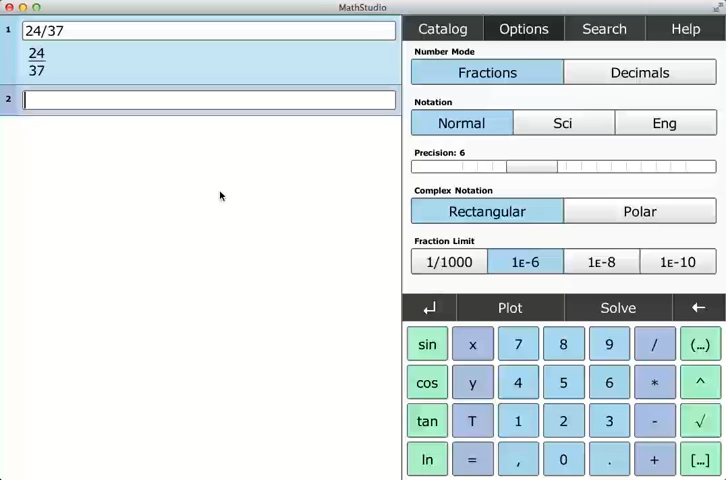 MathStudio
1 24/37
24
37
2
Catalog Options Search Help
Number Mode
Fractions Decimals
Notation
Normal Sci Eng
Precision: 6
Complex Notation
Rectangular Polar
Fraction Limit
1/1000 1E-6 1E-8 1E-10
↵ Plot Solve ←
sin x 7 8 9 / (...)
cos y 4 5 6 * ^
tan T 1 2 3 - √
ln = , 0 . + [...]